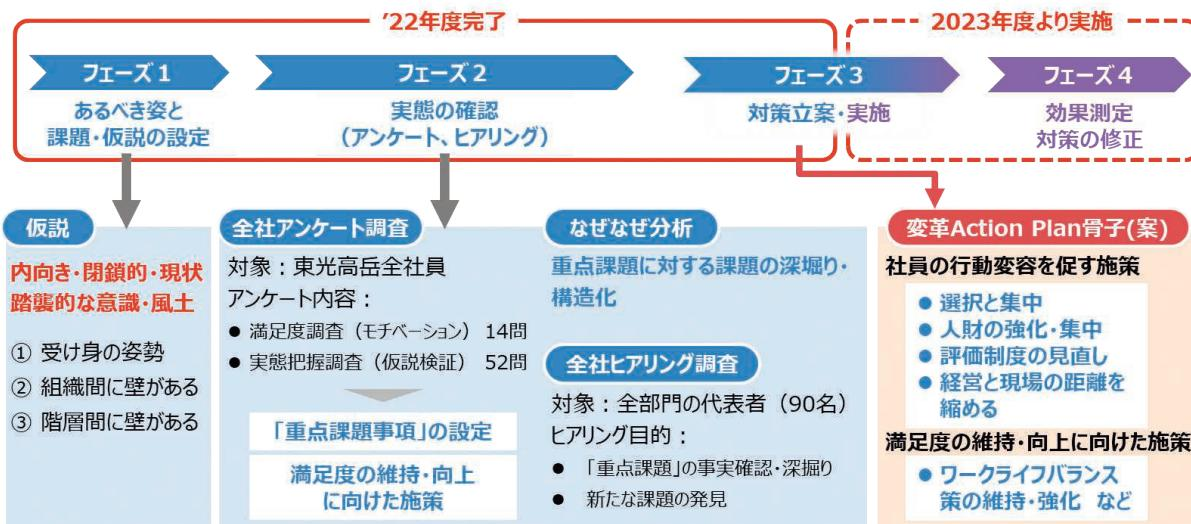 '22年度完了
2023年度より実施
フェーズ1
フェーズ2
フェーズ3
フェーズ4
あるべき姿と
課題・仮説の設定
実態の確認
(アンケート、ヒアリング)
対策立案・実施
効果測定
対策の修正
仮説
内向き・閉鎖的・現状
踏襲的な意識・風土
① 受け身の姿勢
② 組織間に壁がある
③ 階層間に壁がある
全社アンケート調査
対象：東光高岳全社員
アンケート内容：
● 満足度調査（モチベーション） 14問
● 実態把握調査（仮説検証） 52問
「重点課題事項」の設定
満足度の維持・向上
に向けた施策
なぜなぜ分析
重点課題に対する課題の深堀り・
構造化
全社ヒアリング調査
対象：全部門の代表者（90名）
ヒアリング目的：
● 「重点課題」の事実確認・深掘り
● 新たな課題の発見
変革Action Plan骨子(案)
社員の行動変容を促す施策
● 選択と集中
● 人財の強化・集中
● 評価制度の見直し
● 経営と現場の距離を
縮める
満足度の維持・向上に向けた施策
● ワークライフバランス
策の維持・強化 など